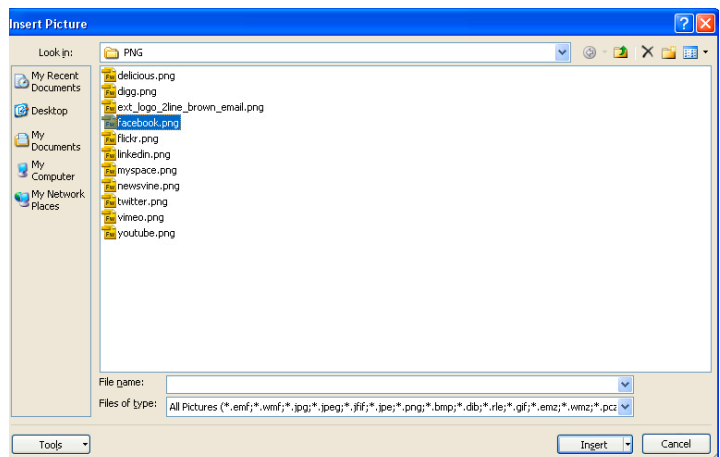 Insert Picture
Look in:
PNG
My Recent
Documents
Desktop
My
Documents
My
Computer
My Network
Places
delicious.png
digg.png
ext_logo_2line_brown_email.png
facebook.png
flickr.png
linkedin.png
myspace.png
newsvine.png
twitter.png
vimeo.png
youtube.png
File name:
Files of type:
All Pictures (*.emf;*.wmf;*.jpg;*.jpeg;*.jfif;*.jpe;*.png;*.bmp;*.dib;*.rle;*.gif;*.emz;*.wmz;*.pcz
Tools
Insert
Cancel